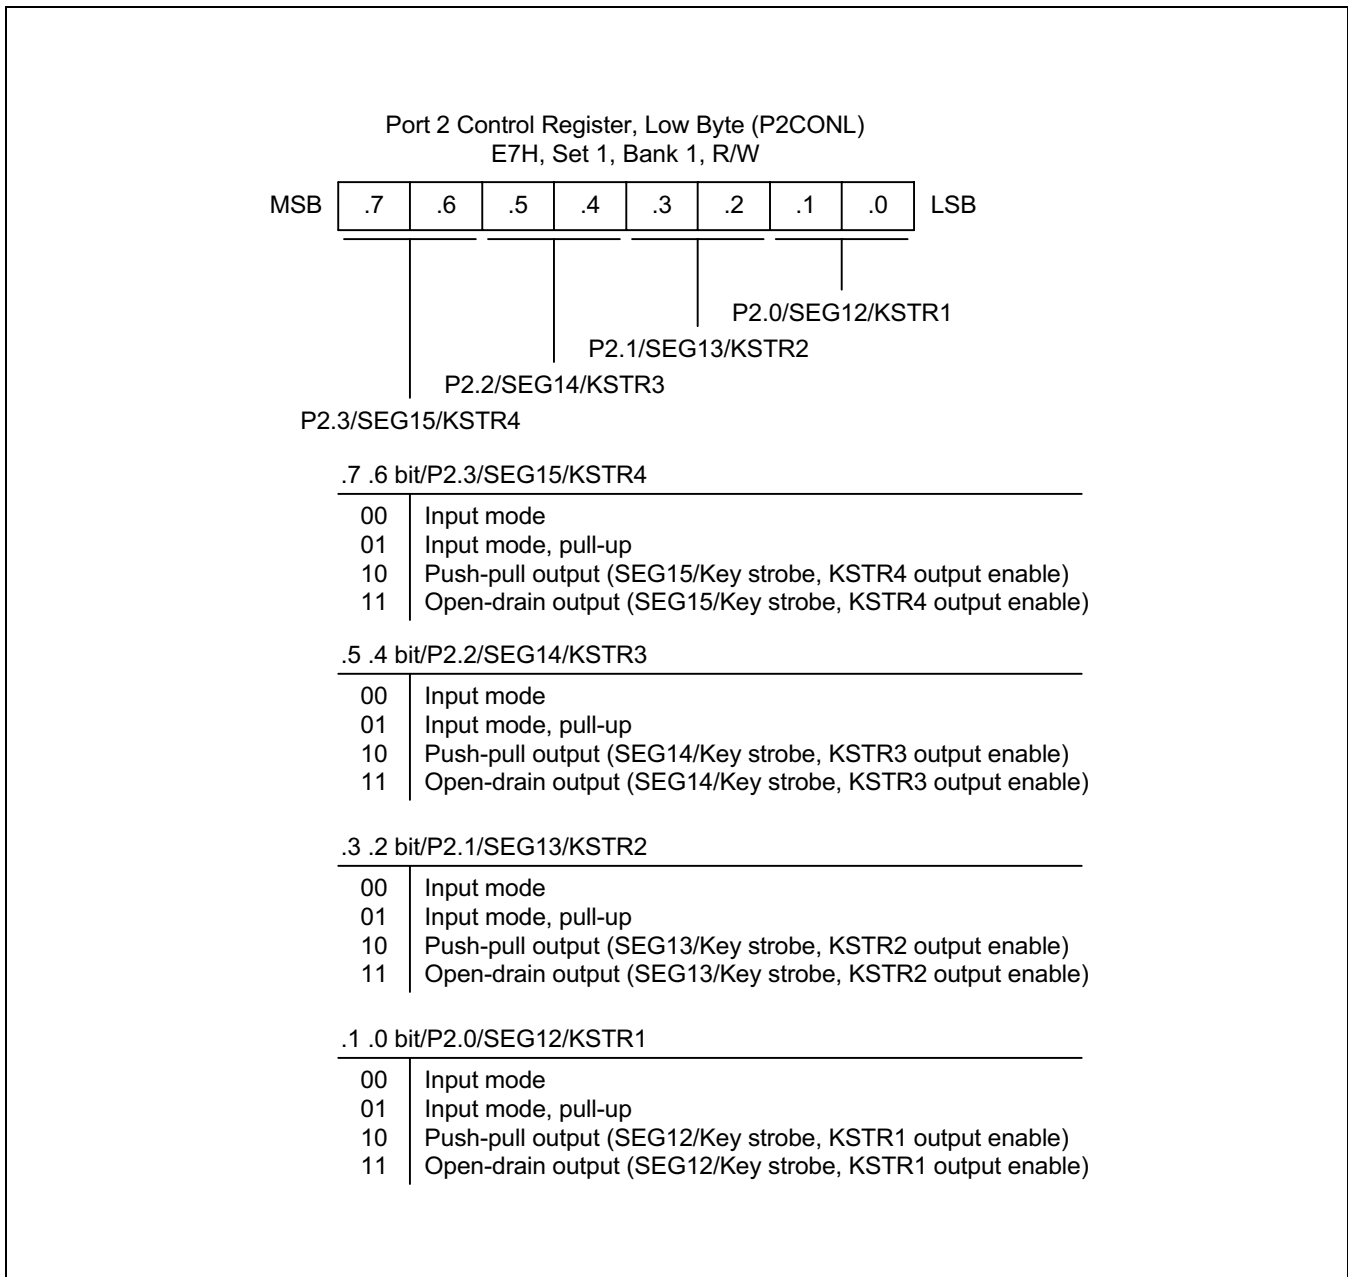 Port 2 Control Register, Low Byte (P2CONL)
E7H, Set 1, Bank 1, R/W
MSB .7 .6 .5 .4 .3 .2 .1 .0 LSB
P2.0/SEG12/KSTR1
P2.1/SEG13/KSTR2
P2.2/SEG14/KSTR3
P2.3/SEG15/KSTR4
.7 .6 bit/P2.3/SEG15/KSTR4
00 Input mode
01 Input mode, pull-up
10 Push-pull output (SEG15/Key strobe, KSTR4 output enable)
11 Open-drain output (SEG15/Key strobe, KSTR4 output enable)
.5 .4 bit/P2.2/SEG14/KSTR3
00 Input mode
01 Input mode, pull-up
10 Push-pull output (SEG14/Key strobe, KSTR3 output enable)
11 Open-drain output (SEG14/Key strobe, KSTR3 output enable)
.3 .2 bit/P2.1/SEG13/KSTR2
00 Input mode
01 Input mode, pull-up
10 Push-pull output (SEG13/Key strobe, KSTR2 output enable)
11 Open-drain output (SEG13/Key strobe, KSTR2 output enable)
.1 .0 bit/P2.0/SEG12/KSTR1
00 Input mode
01 Input mode, pull-up
10 Push-pull output (SEG12/Key strobe, KSTR1 output enable)
11 Open-drain output (SEG12/Key strobe, KSTR1 output enable)